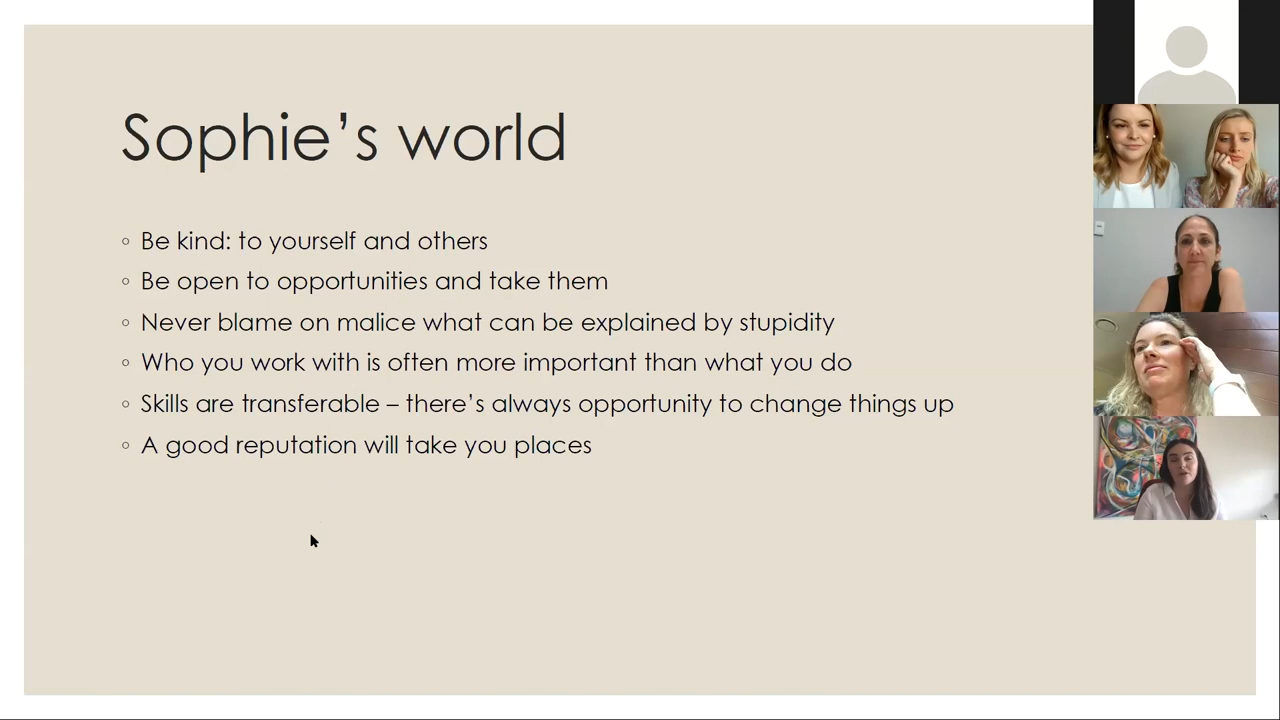 Sophie’s world
Be kind: to yourself and others
Be open to opportunities and take them
Never blame on malice what can be explained by stupidity
Who you work with is often more important than what you do
Skills are transferable – there’s always opportunity to change things up
A good reputation will take you places